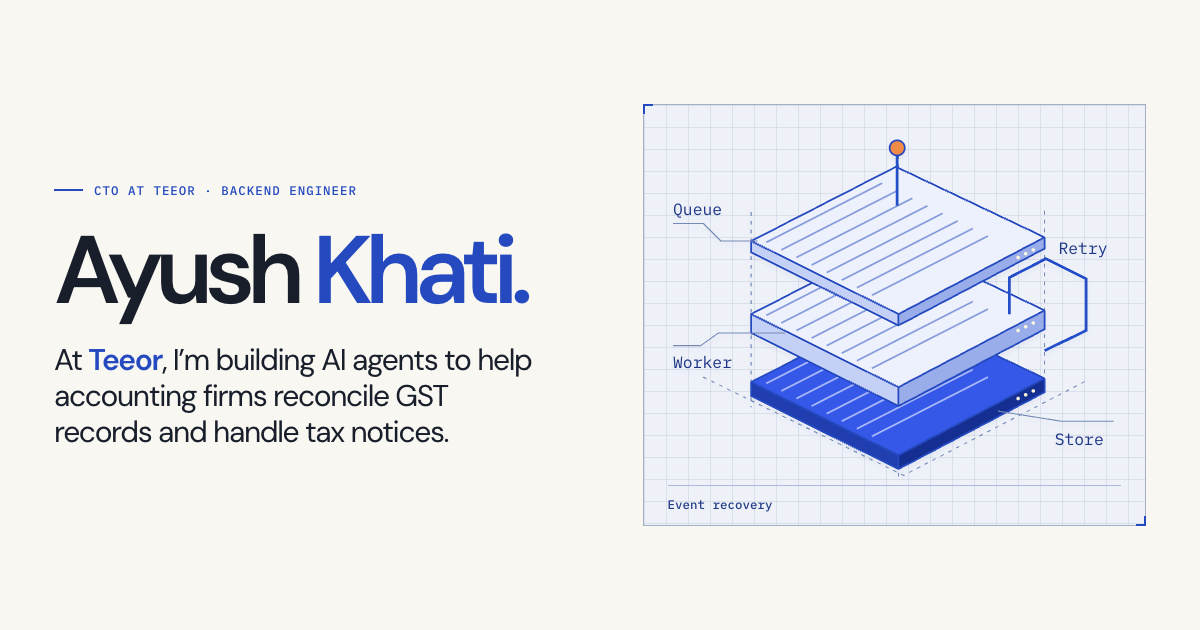 CTO AT TEEOR · BACKEND ENGINEER
Ayush Khati.
At Teeor, I’m building AI agents to help
accounting firms reconcile GST
records and handle tax notices.
Queue
Retry
Worker
Store
Event recovery